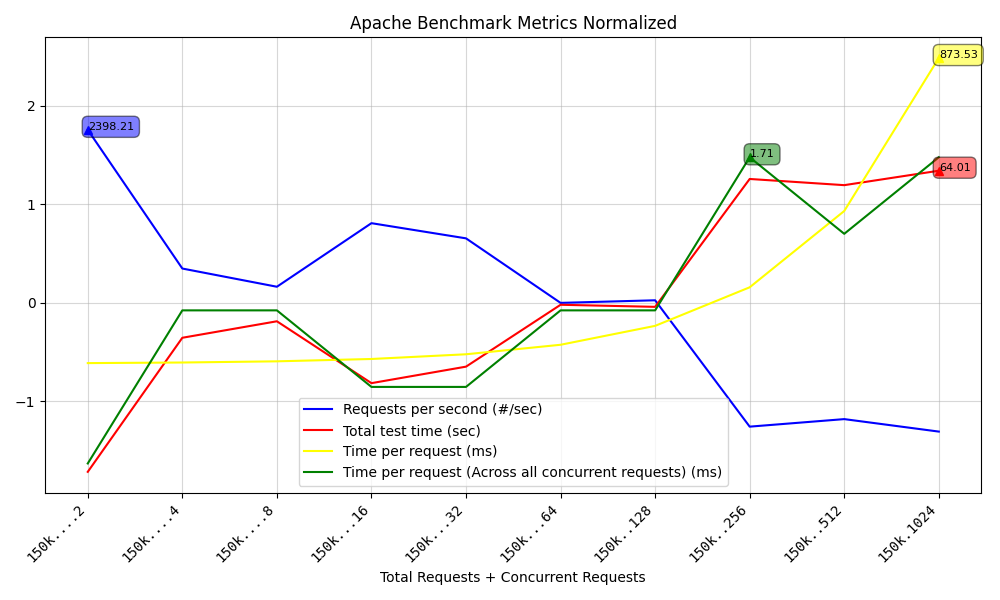 Apache Benchmark Metrics Normalized
873.53
2398.21
1.71
64.01
2
1
0
−1
Requests per second (#/sec)
Total test time (sec)
Time per request (ms)
Time per request (Across all concurrent requests) (ms)
150k....2
150k....4
150k....8
150k...16
150k...32
150k...64
150k..128
150k..256
150k..512
150k.1024
Total Requests + Concurrent Requests